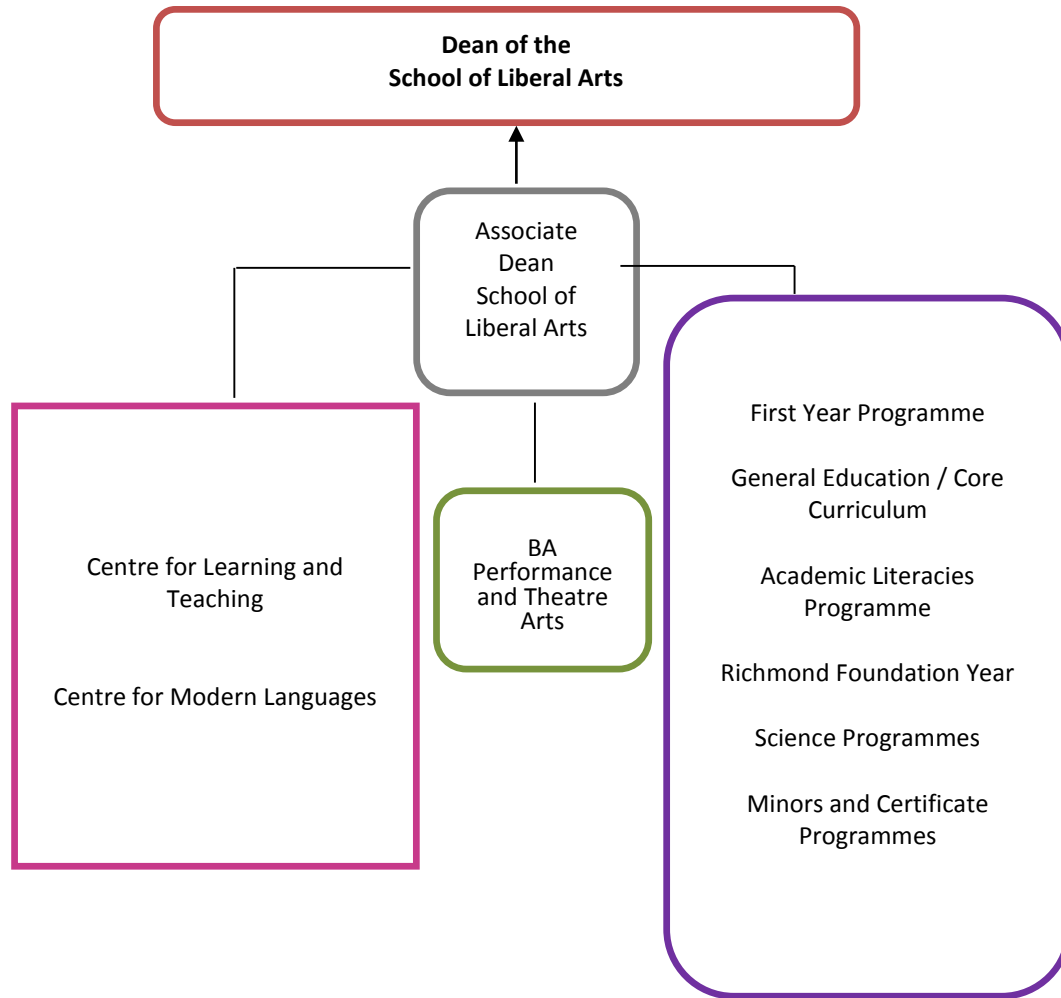 Dean of the
School of Liberal Arts
Associate
Dean
School of
Liberal Arts
Centre for Learning and
Teaching
Centre for Modern Languages
BA
Performance
and Theatre
Arts
First Year Programme
General Education / Core
Curriculum
Academic Literacies
Programme
Richmond Foundation Year
Science Programmes
Minors and Certificate
Programmes